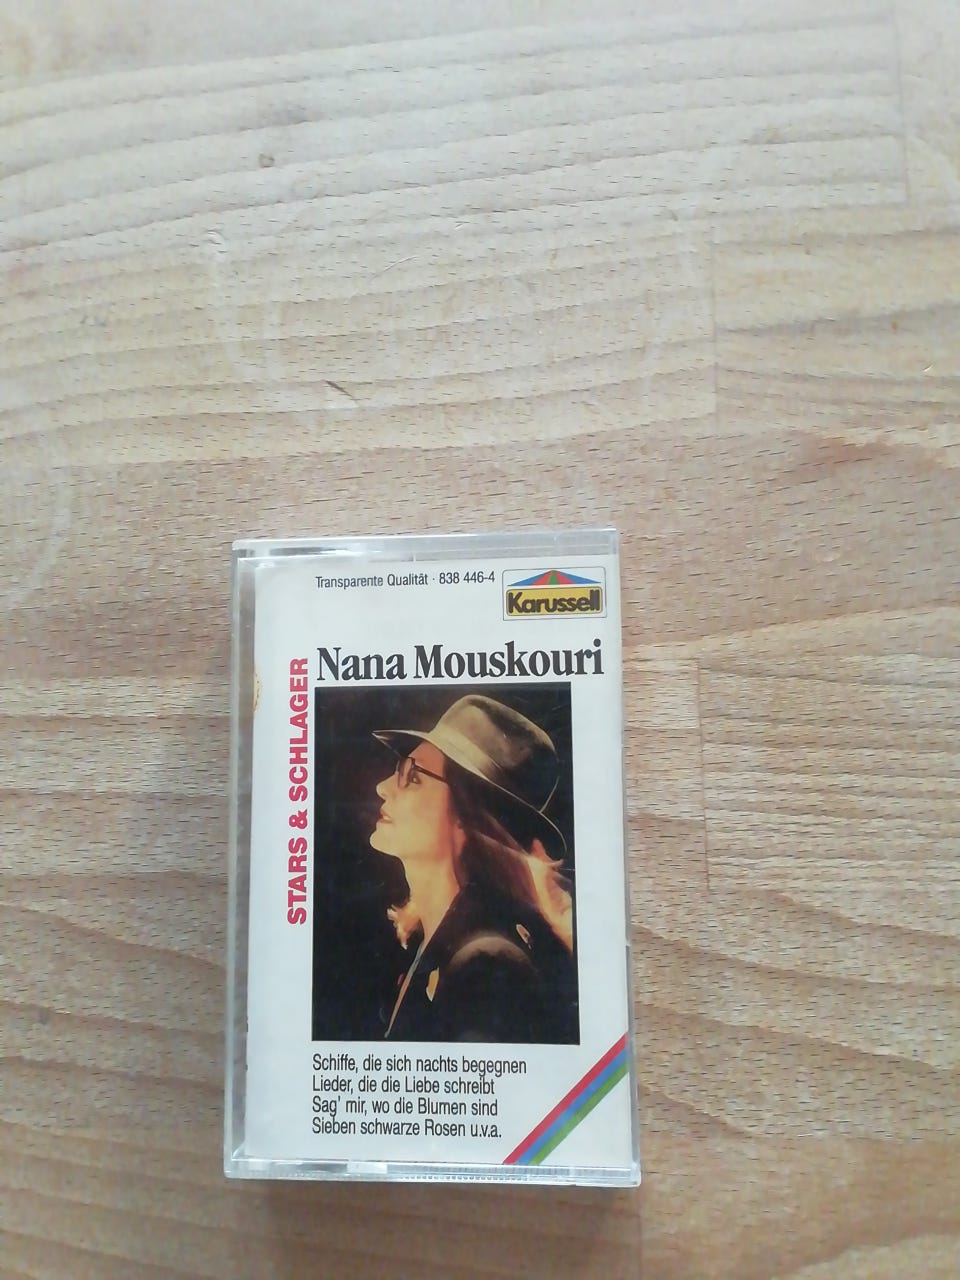 Transparente Qualität · 838 446-4
Karussell
Nana Mouskouri
STARS & SCHLAGER
Schiffe, die sich nachts begegnen
Lieder, die die Liebe schreibt
Sag' mir, wo die Blumen sind
Sieben schwarze Rosen u.v.a.